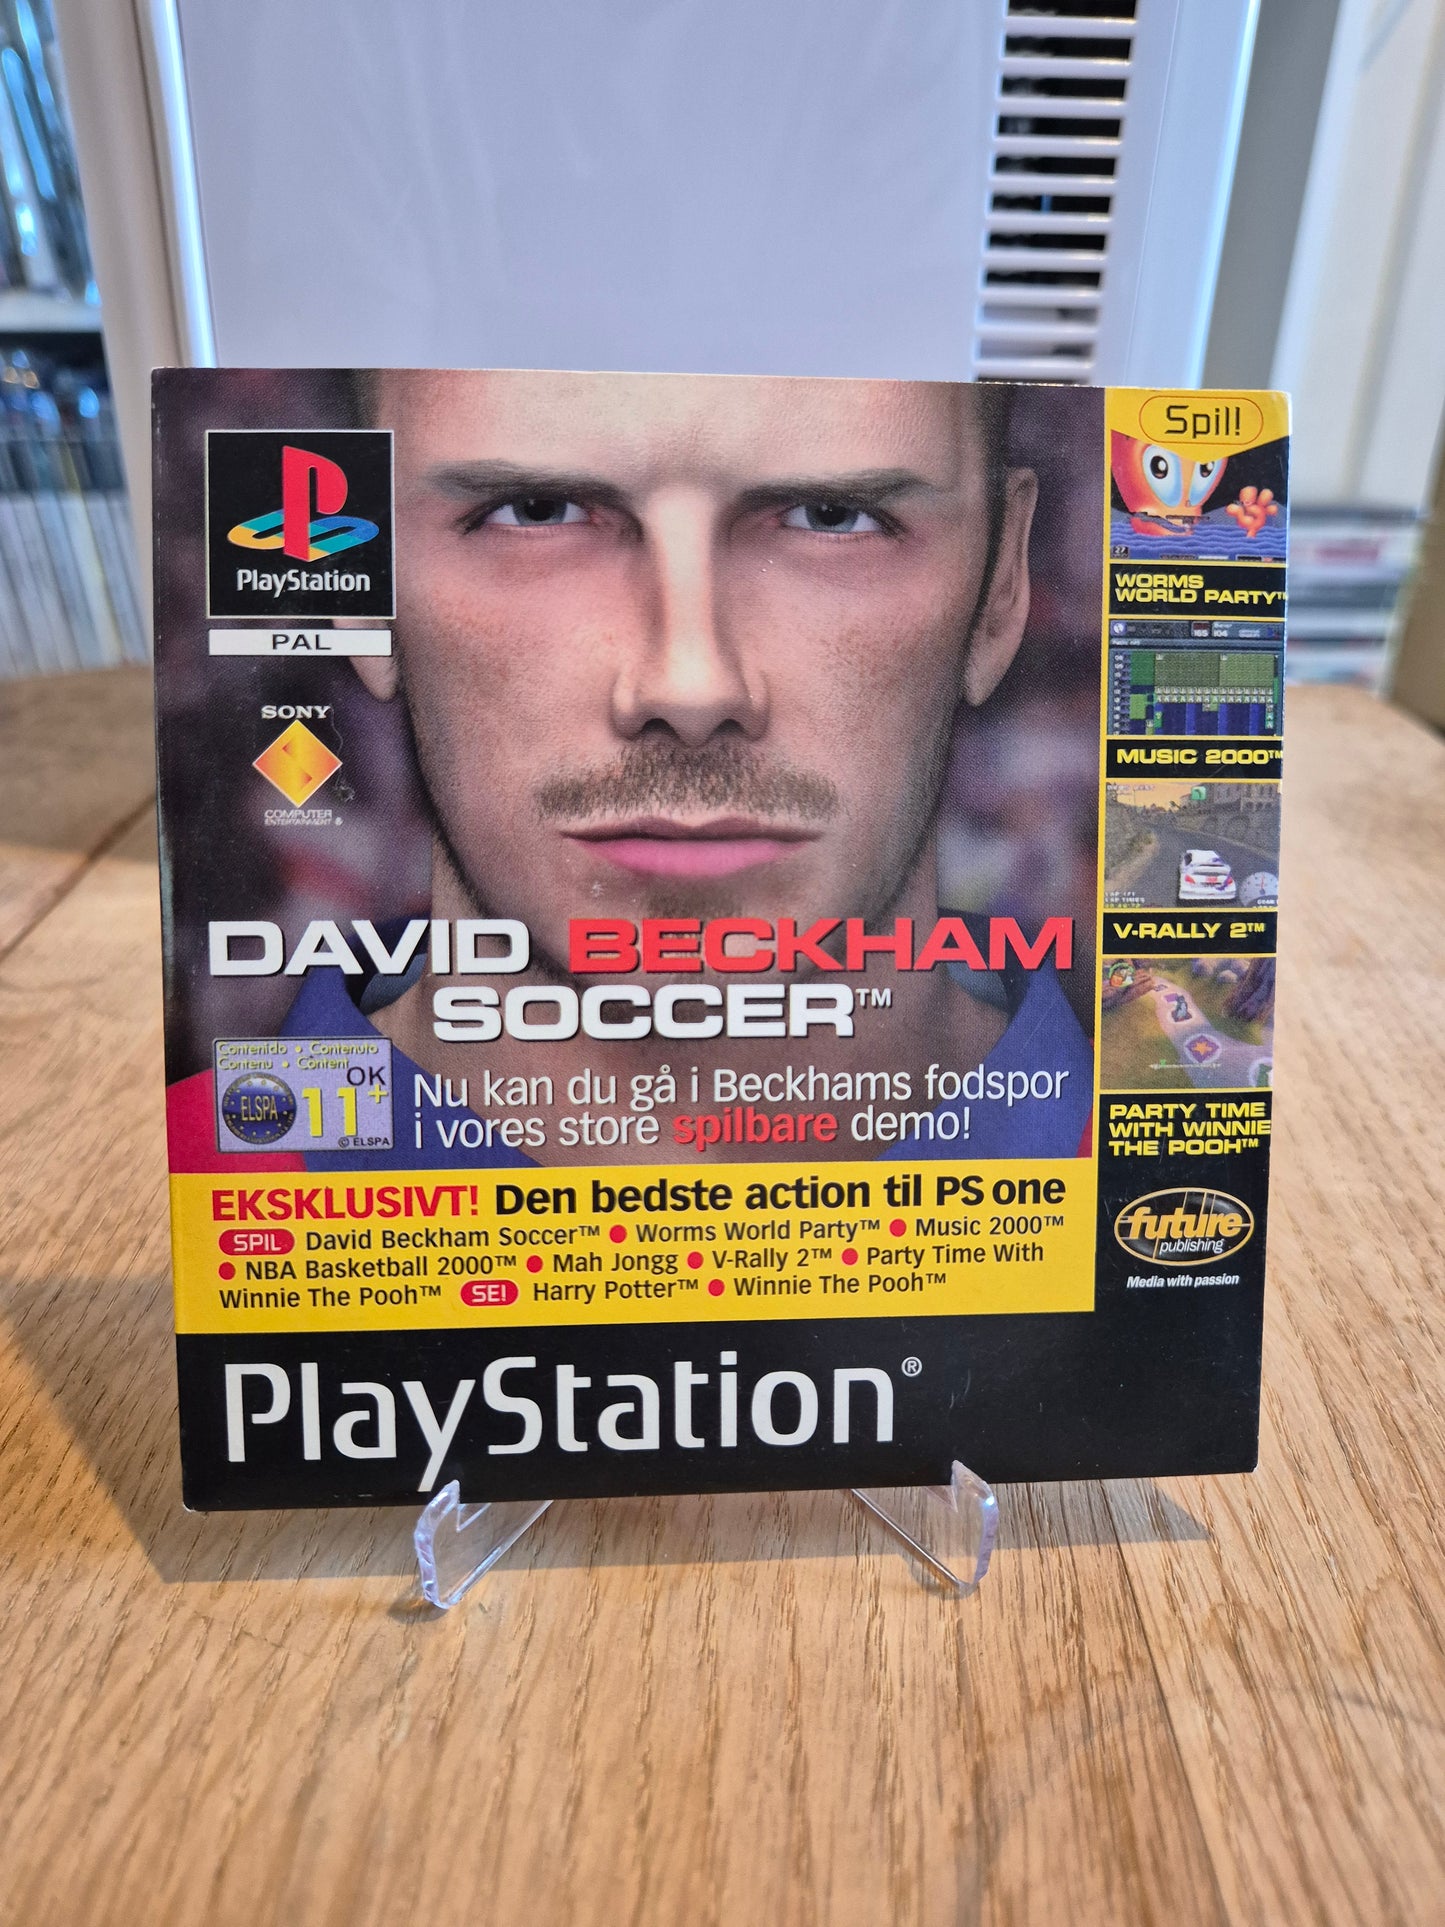 Spil!
PlayStation
PAL
SONY
COMPUTER
ENTERTAINMENT ®
WORMS
WORLD PARTY™
MUSIC 2000™
V-RALLY 2™
PARTY TIME
WITH WINNIE
THE POOH™
future
publishing
Media with passion
DAVID BECKHAM
SOCCER™
Contenido • Contenuto
Contenu • Content
ELSPA
11+
OK
© ELSPA
Nu kan du gå i Beckhams fodspor
i vores store spilbare demo!
EKSKLUSIVT! Den bedste action til PS one
SPIL David Beckham Soccer™ ● Worms World Party™ ● Music 2000™
● NBA Basketball 2000™ ● Mah Jongg ● V-Rally 2™ ● Party Time With
Winnie The Pooh™ SE! Harry Potter™ ● Winnie The Pooh™
PlayStation®